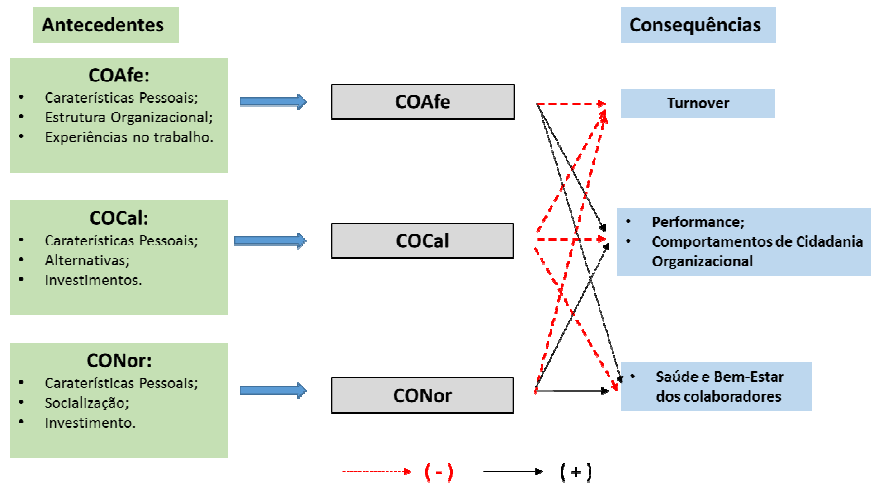 Antecedentes
Consequências
COAfe:
• Caraterísticas Pessoais;
• Estrutura Organizacional;
• Experiências no trabalho.
COAfe
Turnover
COCal:
• Caraterísticas Pessoais;
• Alternativas;
• Investimentos.
COCal
• Performance;
• Comportamentos de Cidadania
Organizacional
CONor:
• Caraterísticas Pessoais;
• Socialização;
• Investimento.
CONor
• Saúde e Bem-Estar
dos colaboradores
( - ) ( + )